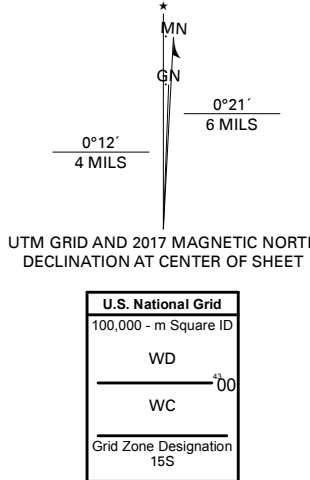 MN
GN
0°21´
6 MILS
0°12´
4 MILS
UTM GRID AND 2017 MAGNETIC NORTH
DECLINATION AT CENTER OF SHEET
U.S. National Grid
100,000 - m Square ID
WD
4300
WC
Grid Zone Designation
15S